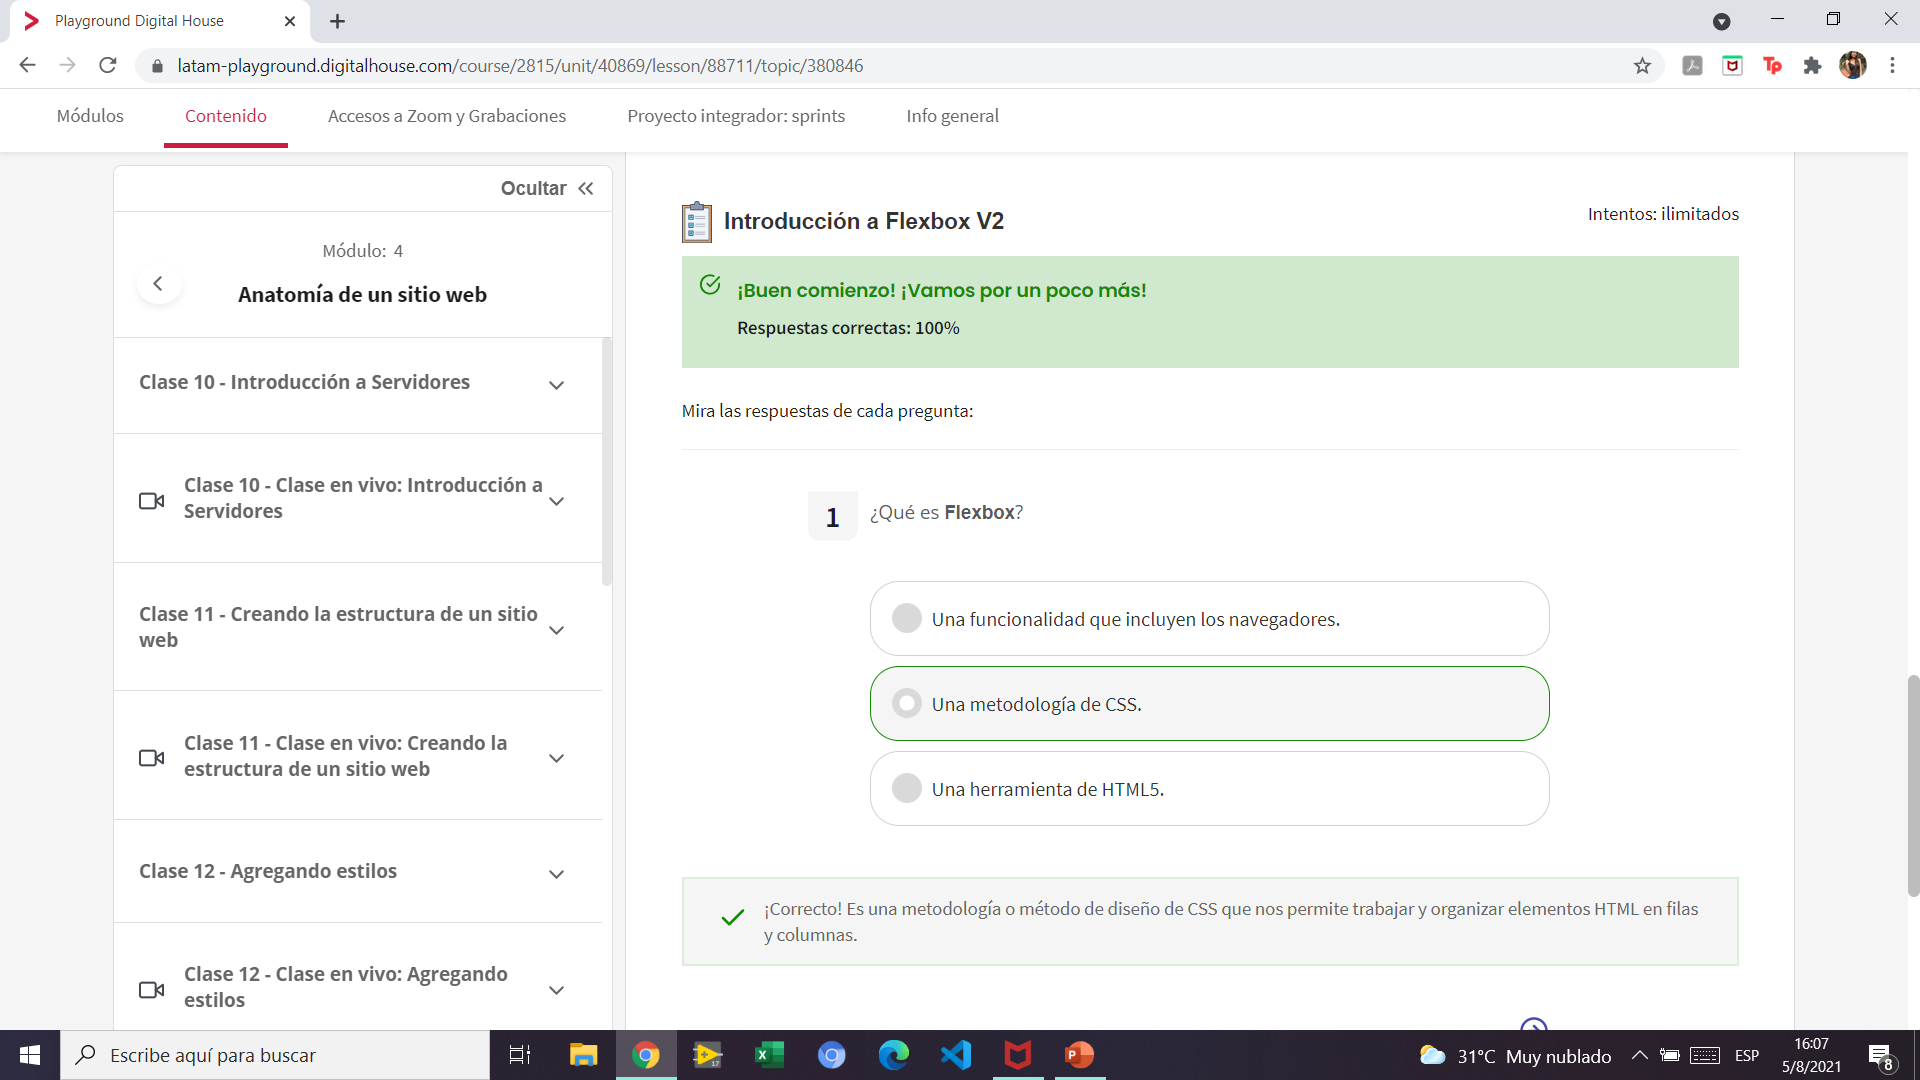 Playground Digital House
latam-playground.digitalhouse.com/course/2815/unit/40869/lesson/88711/topic/380846
Módulos
Contenido
Accesos a Zoom y Grabaciones
Proyecto integrador: sprints
Info general
Ocultar
Módulo: 4
Anatomía de un sitio web
Clase 10 - Introducción a Servidores
Clase 10 - Clase en vivo: Introducción a
Servidores
Clase 11 - Creando la estructura de un sitio
web
Clase 11 - Clase en vivo: Creando la
estructura de un sitio web
Clase 12 - Agregando estilos
Clase 12 - Clase en vivo: Agregando
estilos
Introducción a Flexbox V2
Intentos: ilimitados
¡Buen comienzo! ¡Vamos por un poco más!
Respuestas correctas: 100%
Mira las respuestas de cada pregunta:
1
¿Qué es Flexbox?
Una funcionalidad que incluyen los navegadores.
Una metodología de CSS.
Una herramienta de HTML5.
¡Correcto! Es una metodología o método de diseño de CSS que nos permite trabajar y organizar elementos HTML en filas
y columnas.
Escribe aquí para buscar
31°C Muy nublado
ESP
16:07
5/8/2021
8